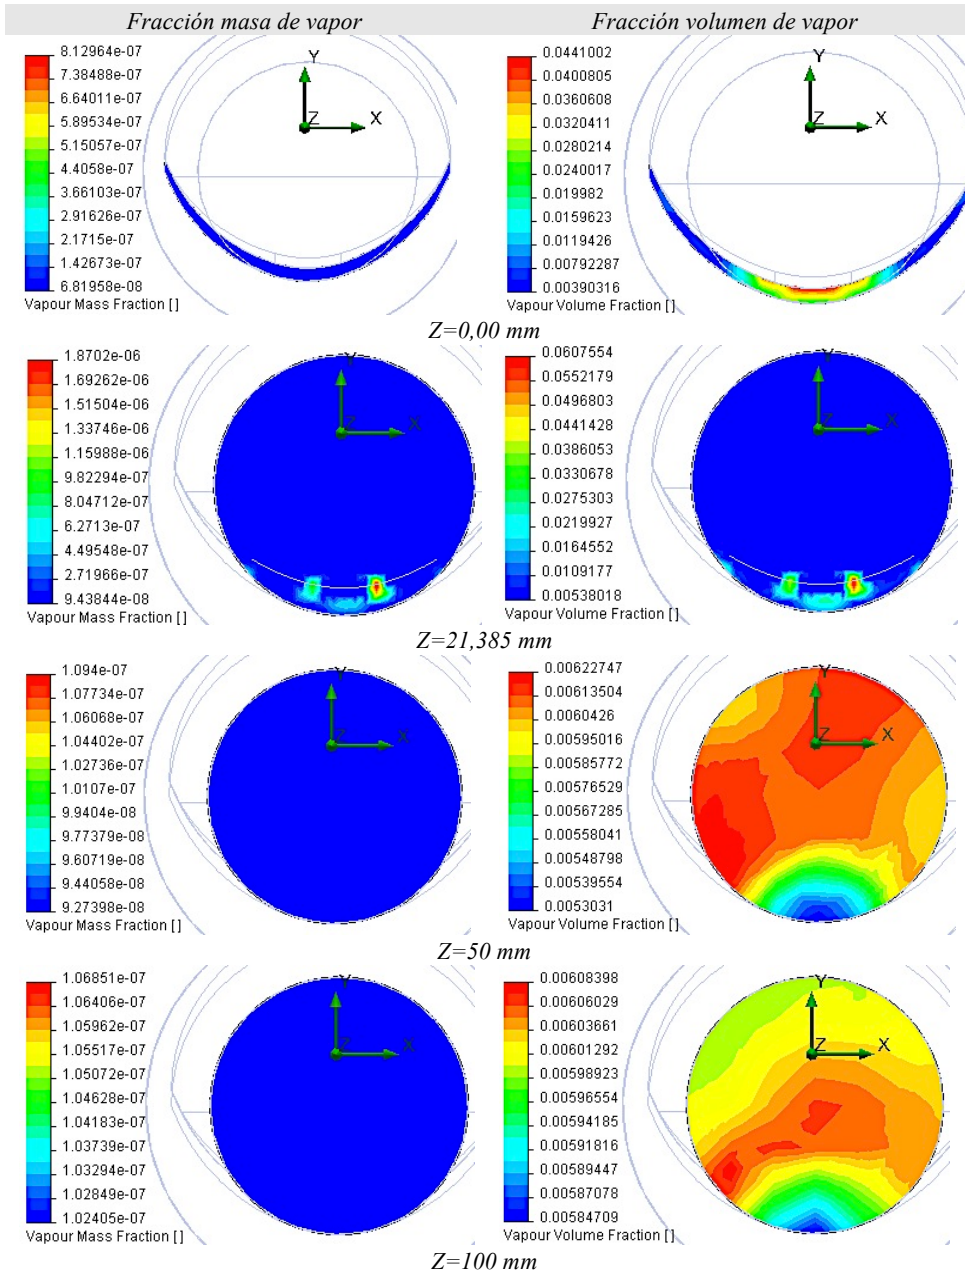 Fracción masa de vapor
Fracción volumen de vapor
8.12964e-07
7.38488e-07
6.64011e-07
5.89534e-07
5.15057e-07
4.4058e-07
3.66103e-07
2.91626e-07
2.1715e-07
1.42673e-07
6.81958e-08
Vapour Mass Fraction [ ]
Y
X
Z
0.0441002
0.0400805
0.0360608
0.0320411
0.0280214
0.0240017
0.019982
0.0159623
0.0119426
0.00792287
0.00390316
Vapour Volume Fraction [ ]
Y
X
Z
Z=0,00 mm
1.8702e-06
1.69262e-06
1.51504e-06
1.33746e-06
1.15988e-06
9.82294e-07
8.04712e-07
6.2713e-07
4.49548e-07
2.71966e-07
9.43844e-08
Vapour Mass Fraction [ ]
Y
X
Z
0.0607554
0.0552179
0.0496803
0.0441428
0.0386053
0.0330678
0.0275303
0.0219927
0.0164552
0.0109177
0.00538018
Vapour Volume Fraction [ ]
Y
X
Z
Z=21,385 mm
1.094e-07
1.07734e-07
1.06068e-07
1.04402e-07
1.02736e-07
1.0107e-07
9.9404e-08
9.77379e-08
9.60719e-08
9.44058e-08
9.27398e-08
Vapour Mass Fraction [ ]
Y
X
Z
0.00622747
0.00613504
0.0060426
0.00595016
0.00585772
0.00576529
0.00567285
0.00558041
0.00548798
0.00539554
0.0053031
Vapour Volume Fraction [ ]
Y
X
Z
Z=50 mm
1.06851e-07
1.06406e-07
1.05962e-07
1.05517e-07
1.05072e-07
1.04628e-07
1.04183e-07
1.03739e-07
1.03294e-07
1.02849e-07
1.02405e-07
Vapour Mass Fraction [ ]
Y
X
Z
0.00608398
0.00606029
0.00603661
0.00601292
0.00598923
0.00596554
0.00594185
0.00591816
0.00589447
0.00587078
0.00584709
Vapour Volume Fraction [ ]
Y
X
Z
Z=100 mm